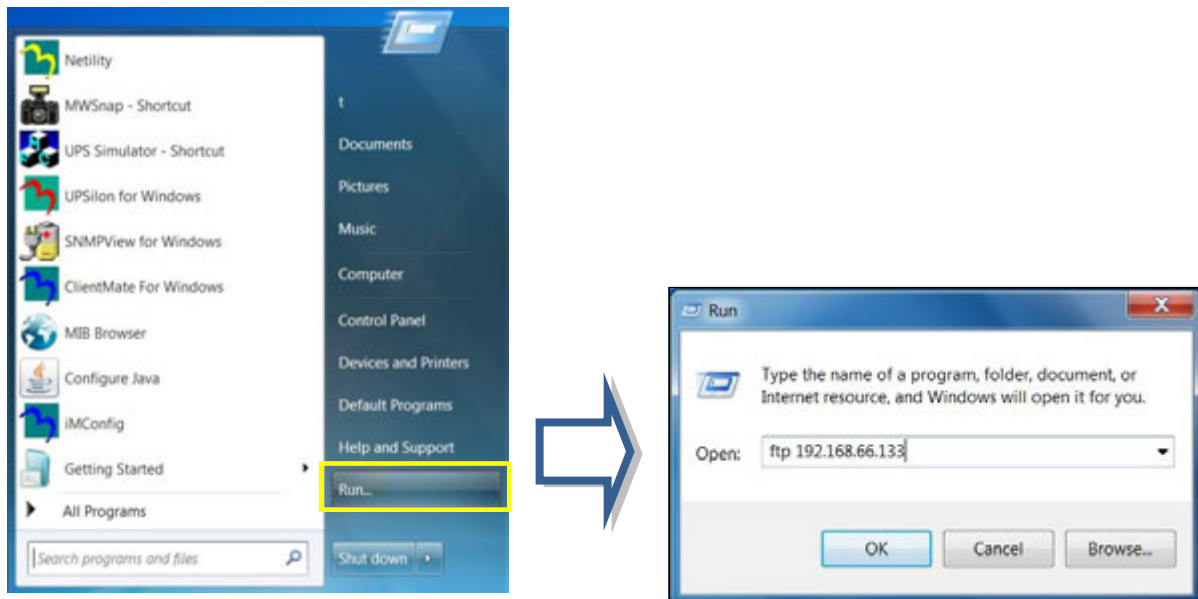 Netility
MWSnap - Shortcut
UPS Simulator - Shortcut
UPSilon for Windows
SNMPView for Windows
ClientMate For Windows
MIB Browser
Configure Java
iMConfig
Getting Started
All Programs
Search programs and files
t
Documents
Pictures
Music
Computer
Control Panel
Devices and Printers
Default Programs
Help and Support
Run...
Shut down
Run
Type the name of a program, folder, document, or
Internet resource, and Windows will open it for you.
Open: ftp 192.168.66.133
OK Cancel Browse...